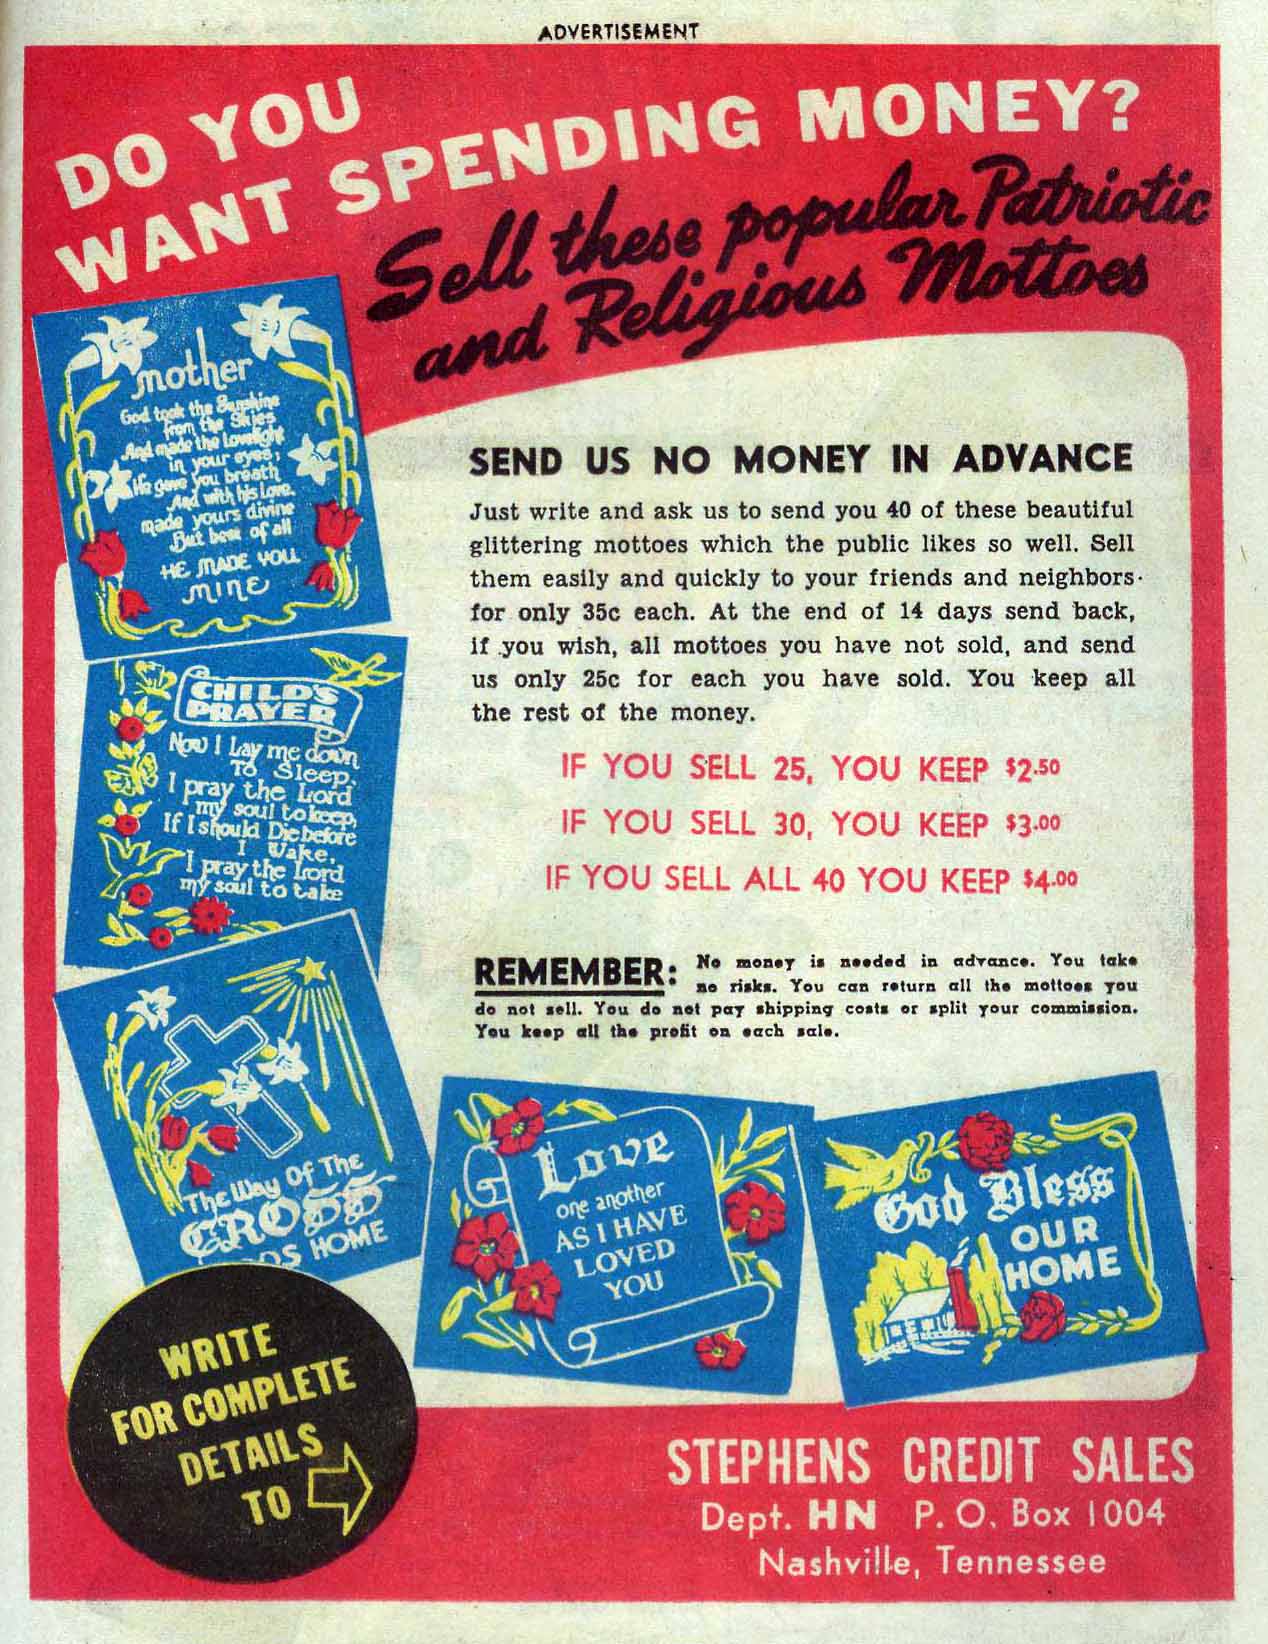 ADVERTISEMENT
DO YOU
WANT SPENDING MONEY?
Sell these popular Patriotic
and Religious Mottoes
mother
God took the Sunshine
from the Skies
And made the Lovelight
in your eyes;
He gave you breath
And with his Love,
made yours divine
But best of all
HE MADE YOU
MINE
CHILD'S
PRAYER
Now I Lay me down
To Sleep,
I pray the Lord
my soul to keep,
If I should Die before
I Wake,
I pray the Lord
my soul to take
The Way Of The
CROSS
HOME
SEND US NO MONEY IN ADVANCE
Just write and ask us to send you 40 of these beautiful
glittering mottoes which the public likes so well. Sell
them easily and quickly to your friends and neighbors
for only 35c each. At the end of 14 days send back,
if you wish, all mottoes you have not sold, and send
us only 25c for each you have sold. You keep all
the rest of the money.
IF YOU SELL 25, YOU KEEP $2.50
IF YOU SELL 30, YOU KEEP $3.00
IF YOU SELL ALL 40 YOU KEEP $4.00
REMEMBER: No money is needed in advance. You take
no risks. You can return all the mottoes you
do not sell. You do not pay shipping costs or split your commission.
You keep all the profit on each sale.
Love
one another
AS I HAVE
LOVED
YOU
God Bless
OUR
HOME
WRITE
FOR COMPLETE
DETAILS
TO
STEPHENS CREDIT SALES
Dept. HN P. O. Box 1004
Nashville, Tennessee